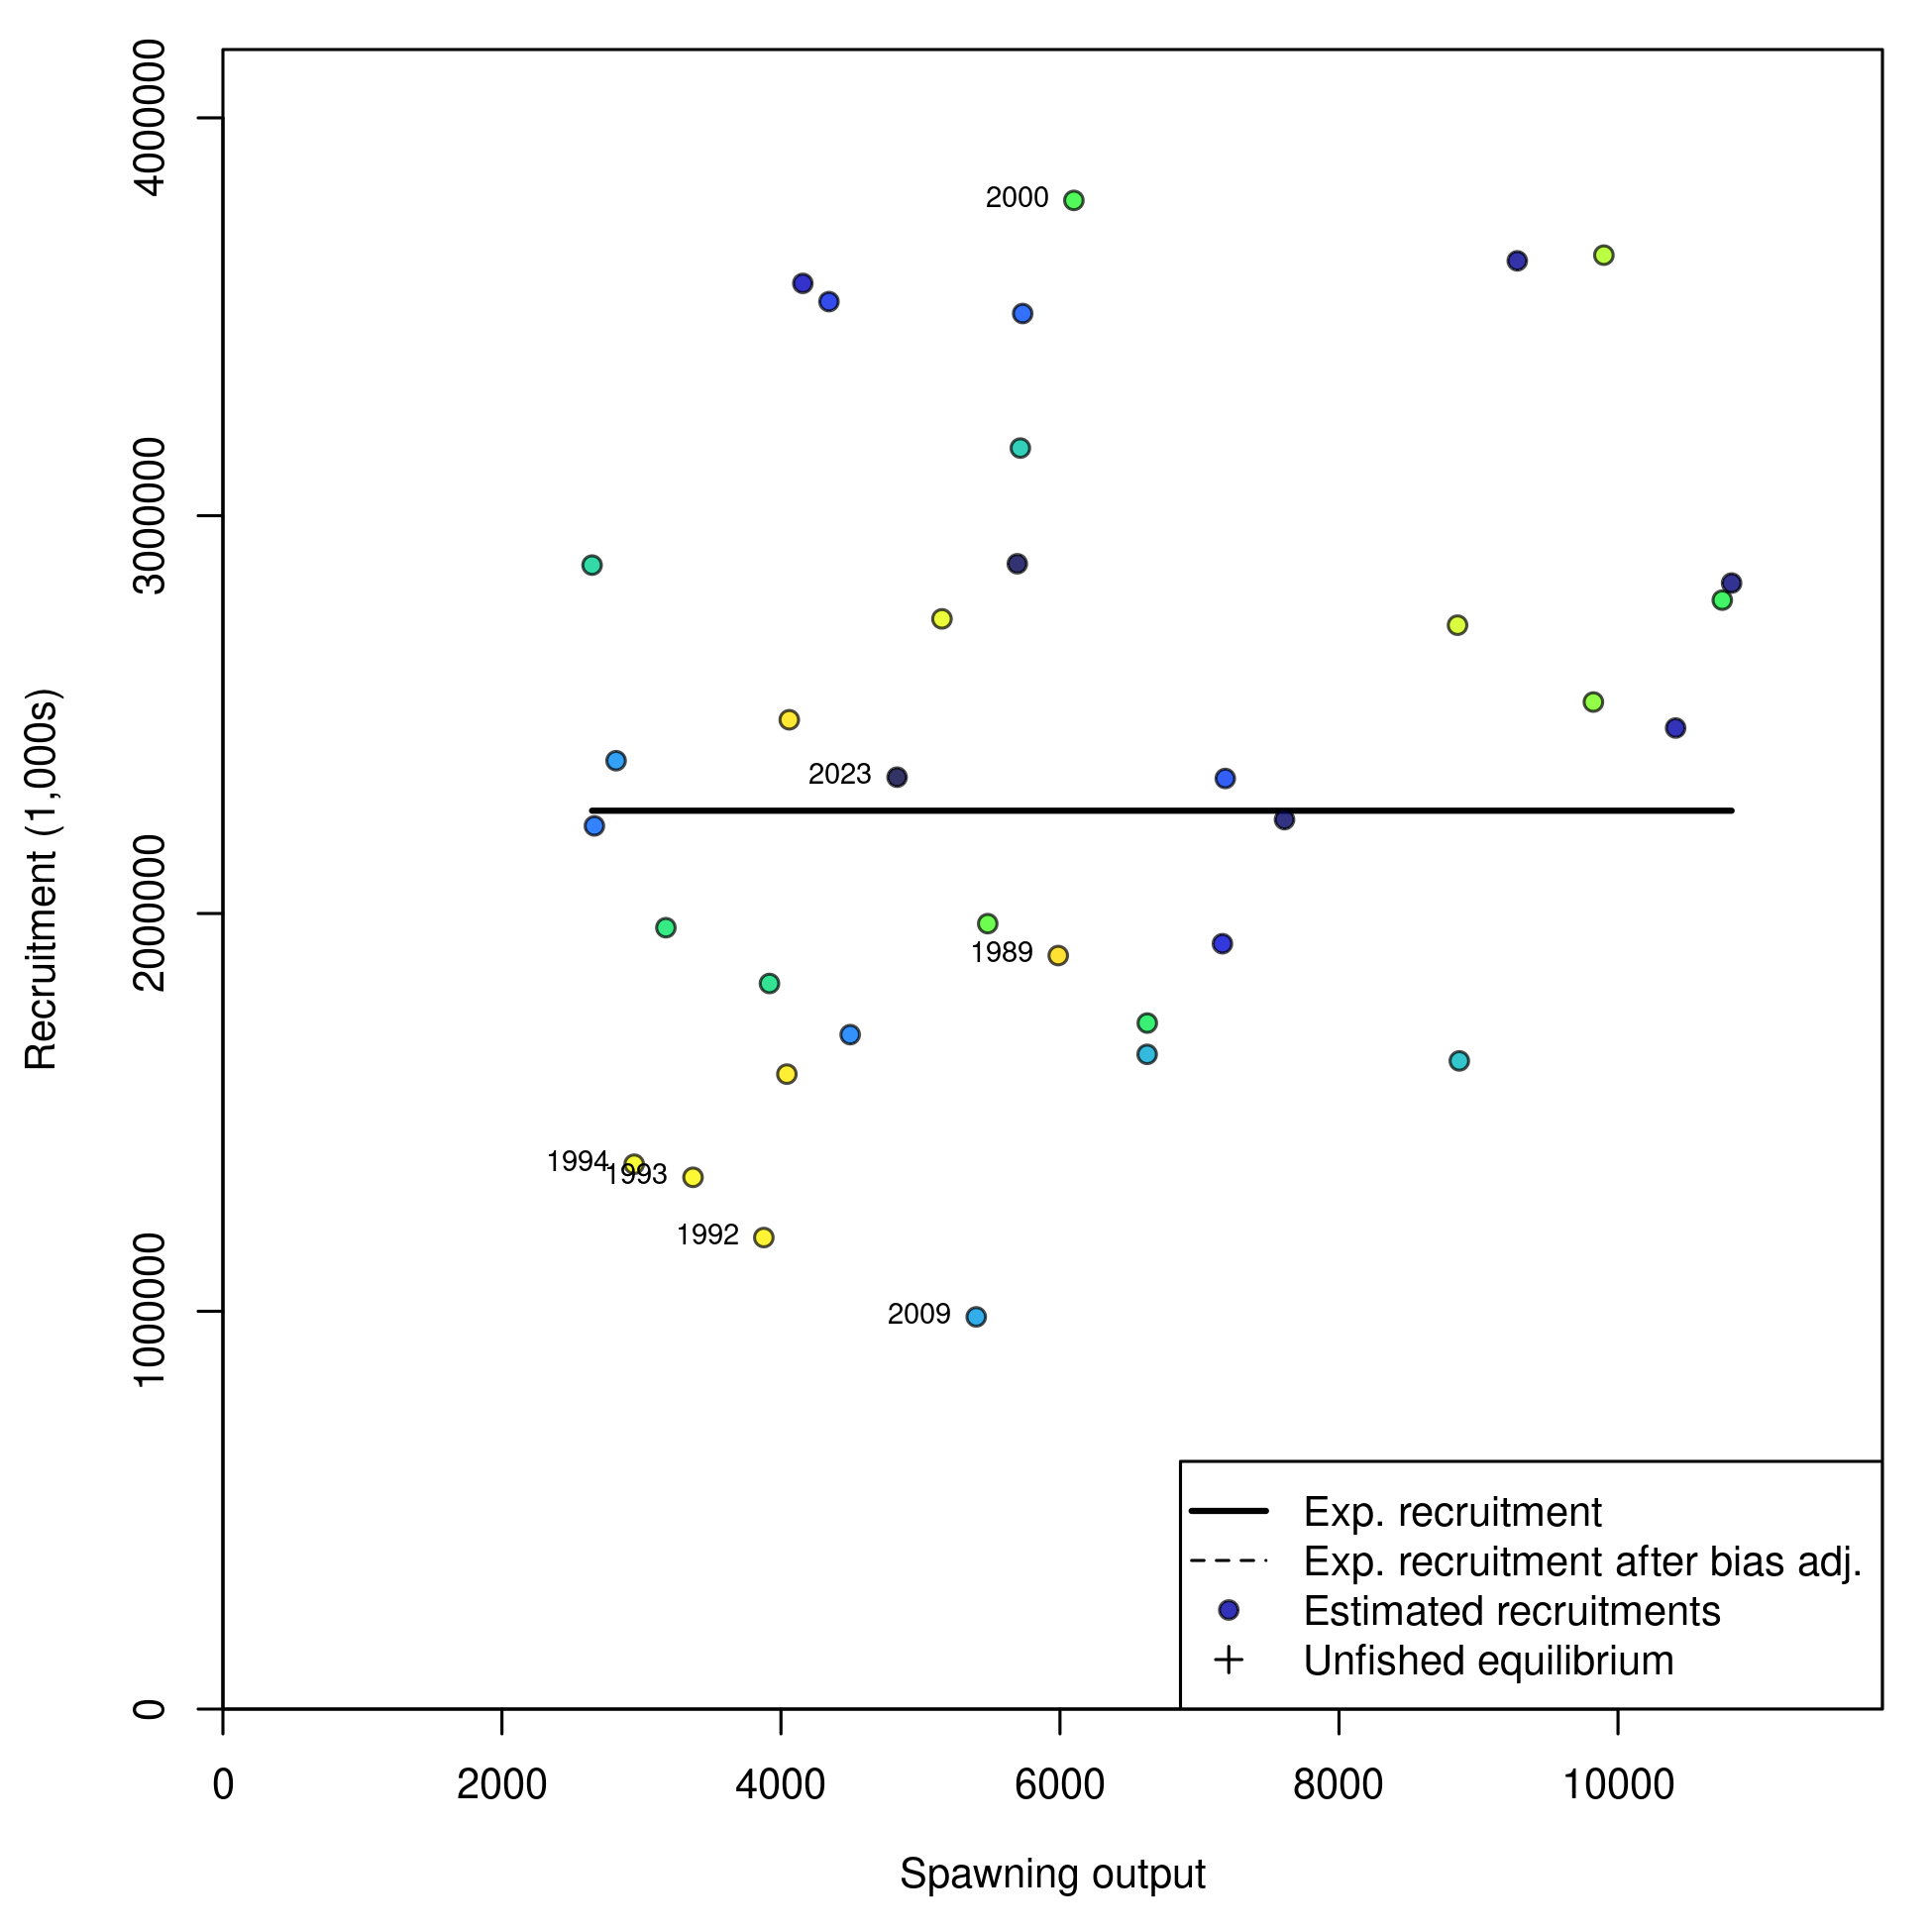 4000000
3000000
2000000
1000000
0
Recruitment (1,000s)
2000
2023
1989
1994
1993
1992
2009
Exp. recruitment
Exp. recruitment after bias adj.
Estimated recruitments
Unfished equilibrium
0 2000 4000 6000 8000 10000
Spawning output